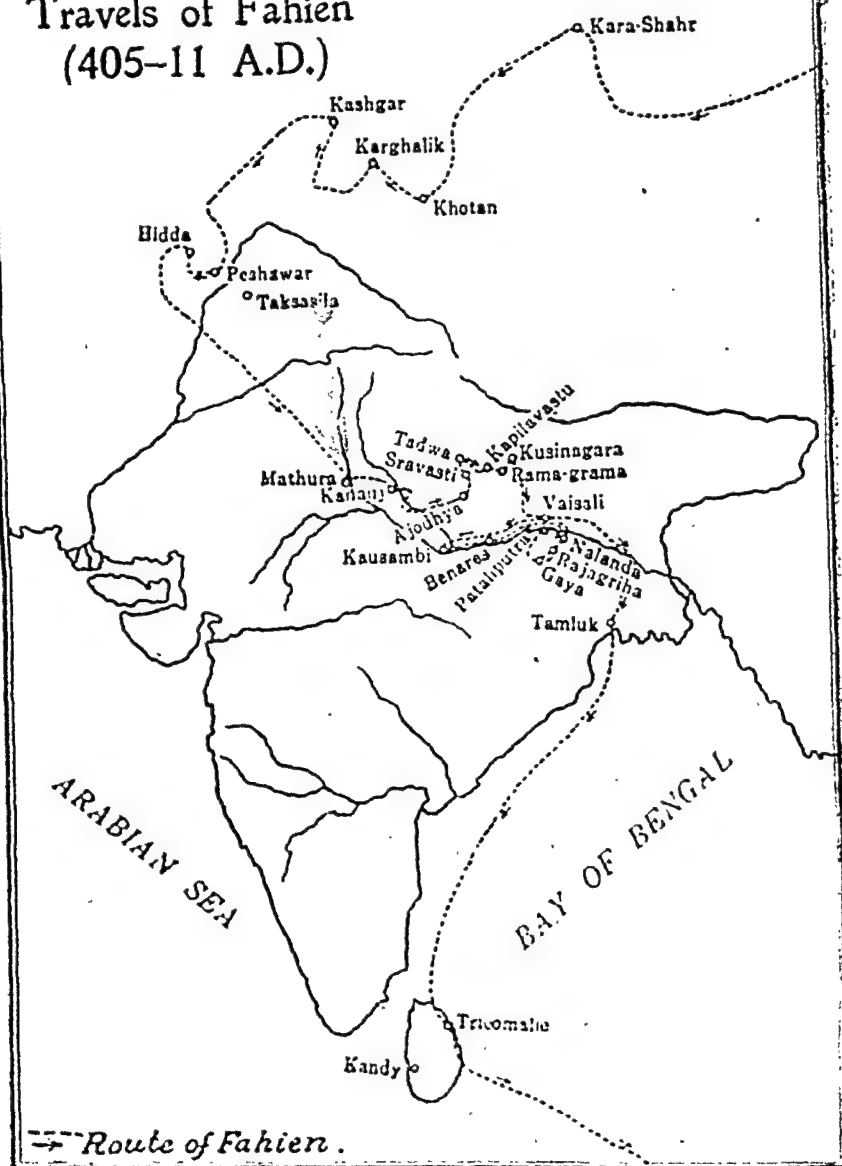 Travels of Fahien
(405–11 A.D.)
Kara-Shahr
Kashgar
Karghalik
Khotan
Hidda
Peshawar
Taksasila
Kapilavastu
Tadwa
Kusinagara
Sravasti
Rama-grama
Mathura
Kanauj
Vaisali
Ajodhya
Kausambi
Benares
Pataliputra
Nalanda
Rajagriha
Gaya
Tamluk
ARABIAN SEA
BAY OF BENGAL
Tricomalie
Kandy
Route of Fahien.